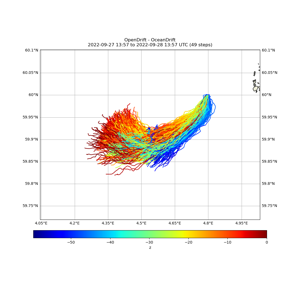 OpenDrift - OceanDrift
2022-09-27 13:57 to 2022-09-28 13:57 UTC (49 steps)
60.1°N 60.1°N
60.05°N 60.05°N
60°N 60°N
59.95°N 59.95°N
59.9°N 59.9°N
59.85°N 59.85°N
59.8°N 59.8°N
59.75°N 59.75°N
4.05°E 4.2°E 4.35°E 4.5°E 4.65°E 4.8°E 4.95°E
−50 −40 −30 −20 −10 0
z